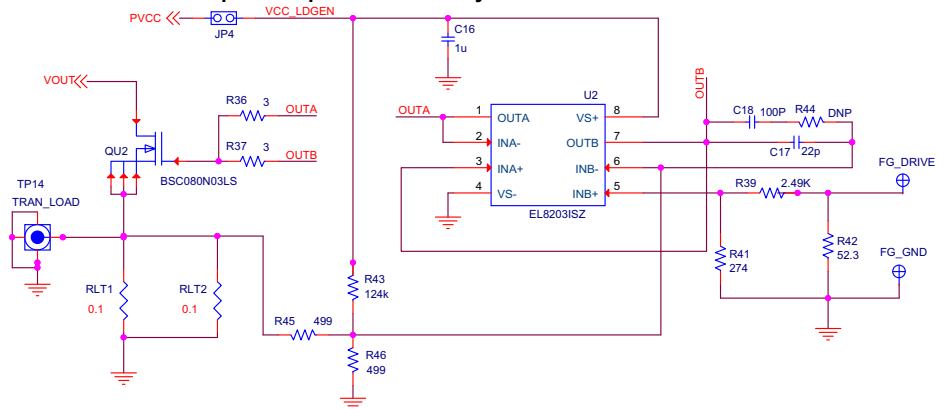 PVCC
VCC_LDGEN
JP4
C16
1u
VOUT
R36
3
OUTA
R37
3
OUTB
QU2
BSC080N03LS
TP14
TRAN_LOAD
RLT1
0.1
RLT2
0.1
R45
499
R43
124k
R46
499
OUTA
U2
1
OUTA
VS+
8
2
INA-
OUTB
7
3
INA+
INB-
6
4
VS-
INB+
5
EL8203ISZ
OUTB
C18
100P
R44
DNP
C17
22p
FG_DRIVE
R39
2.49K
R41
274
R42
52.3
FG_GND